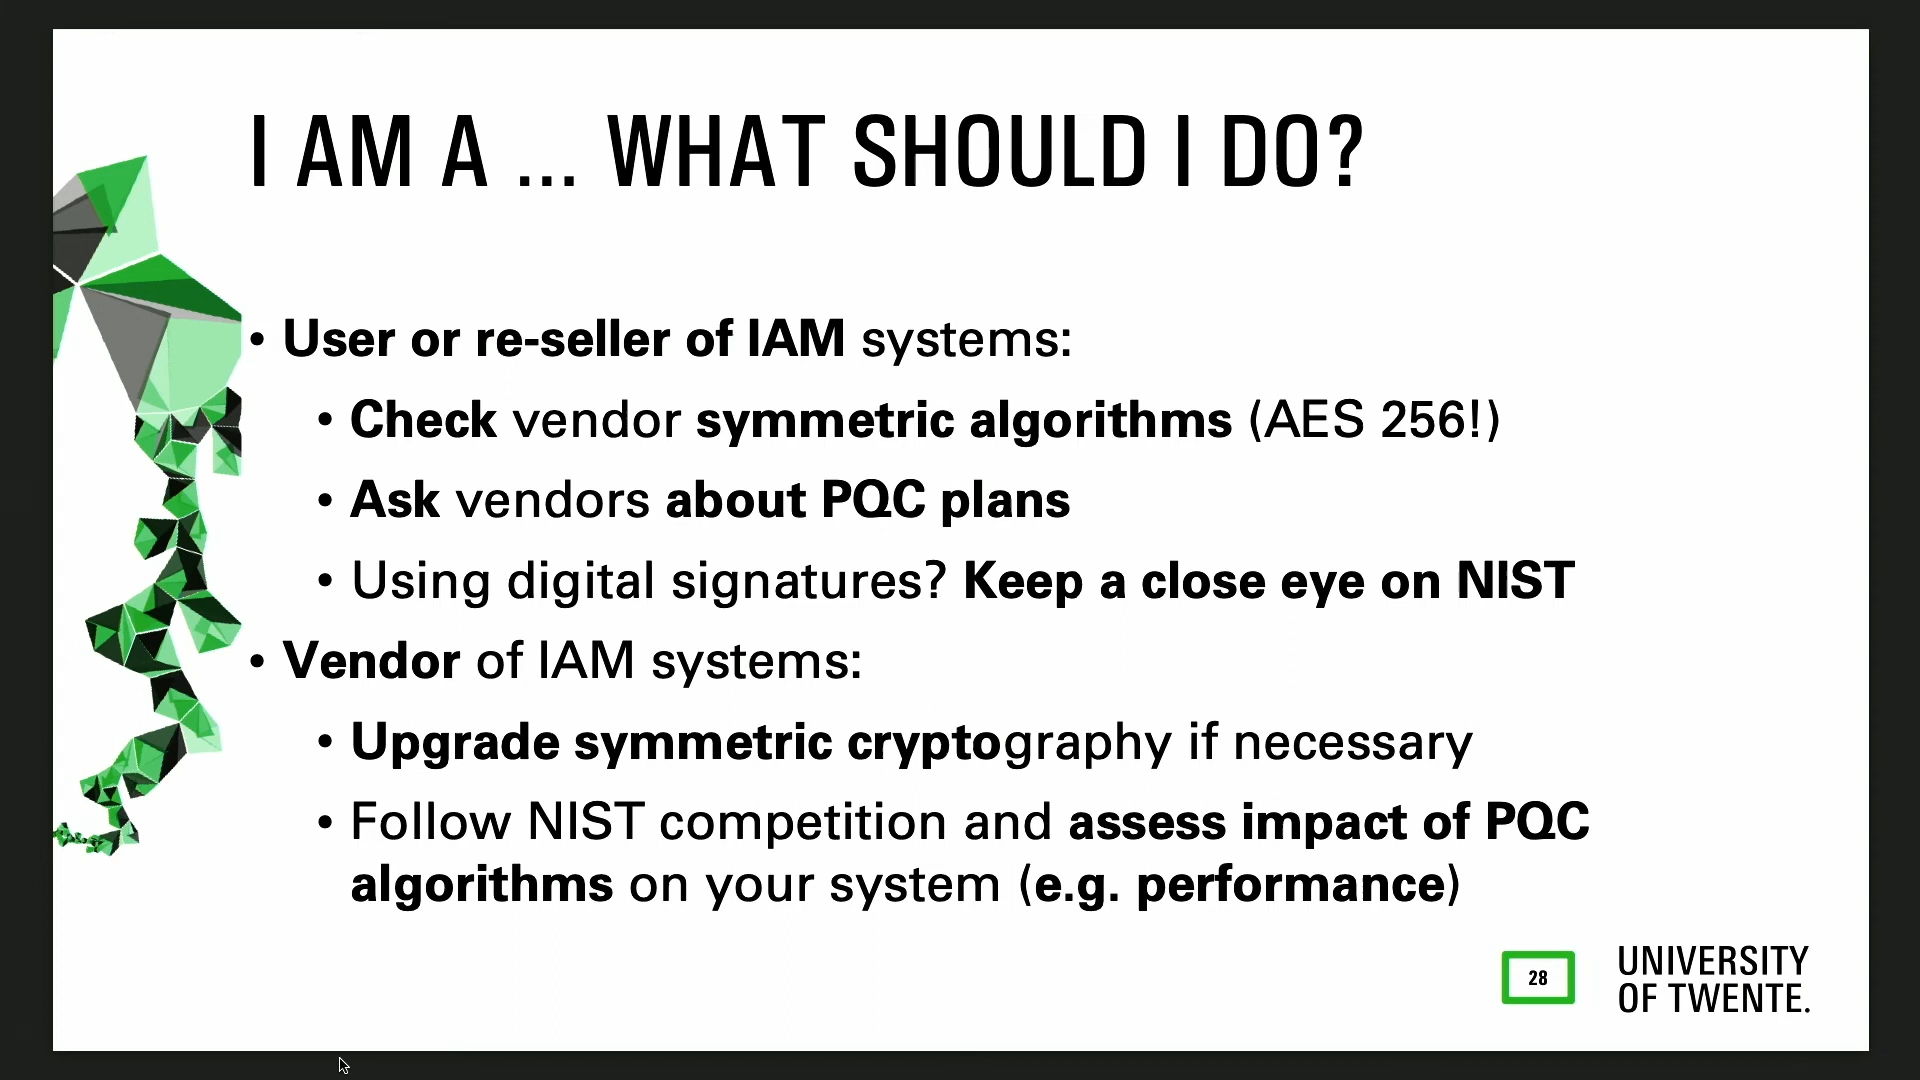 I AM A ... WHAT SHOULD I DO?
• User or re-seller of IAM systems:
• Check vendor symmetric algorithms (AES 256!)
• Ask vendors about PQC plans
• Using digital signatures? Keep a close eye on NIST
• Vendor of IAM systems:
• Upgrade symmetric cryptography if necessary
• Follow NIST competition and assess impact of PQC
algorithms on your system (e.g. performance)
28
UNIVERSITY
OF TWENTE.